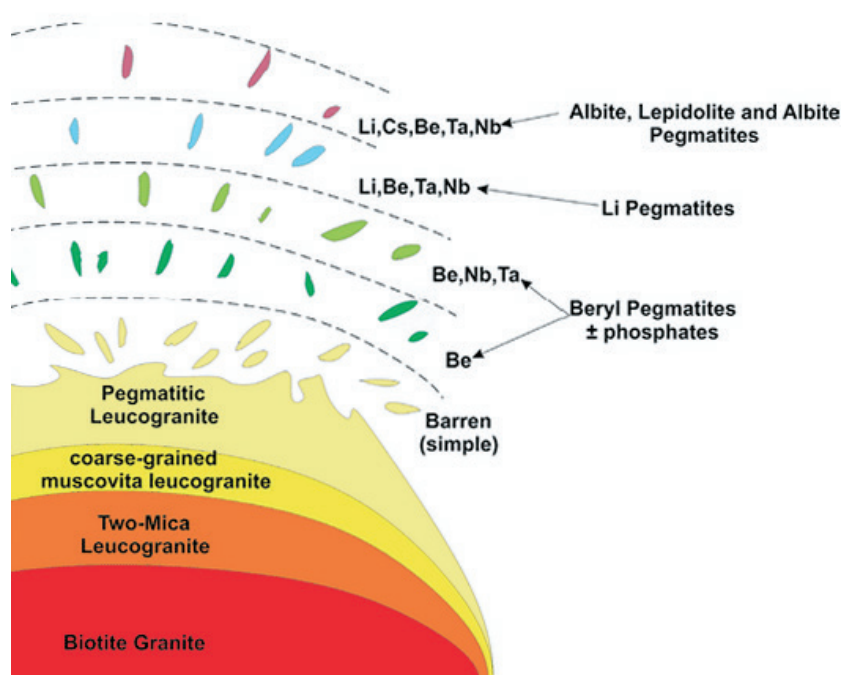 Li,Cs,Be,Ta,Nb
Albite, Lepidolite and Albite
Pegmatites
Li,Be,Ta,Nb
Li Pegmatites
Be,Nb,Ta
Beryl Pegmatites
± phosphates
Be
Barren
(simple)
Pegmatitic
Leucogranite
coarse-grained
muscovita leucogranite
Two-Mica
Leucogranite
Biotite Granite